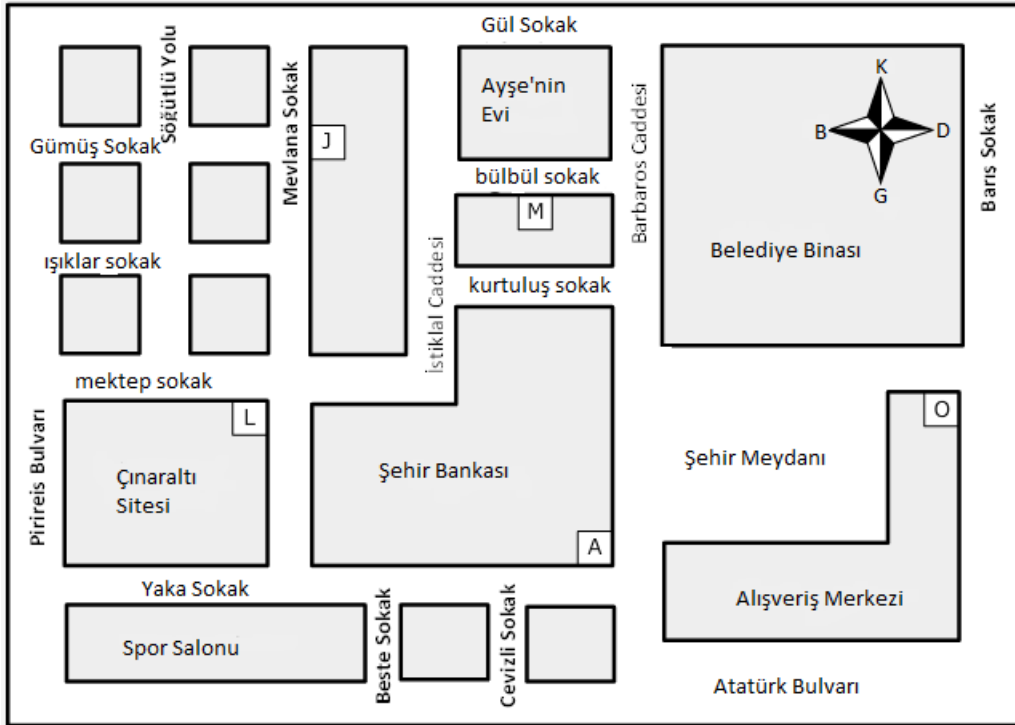 Gül Sokak
Söğütlü Yolu
Mevlana Sokak
Ayşe'nin
Evi
Barbaros Caddesi
K
B
D
G
Barış Sokak
J
Gümüş Sokak
bülbül sokak
M
Belediye Binası
ışıklar sokak
kurtuluş sokak
İstiklal Caddesi
mektep sokak
L
O
Pirireis Bulvarı
Çınaraltı
Sitesi
Şehir Bankası
Şehir Meydanı
A
Yaka Sokak
Alışveriş Merkezi
Spor Salonu
Beste Sokak
Cevizli Sokak
Atatürk Bulvarı